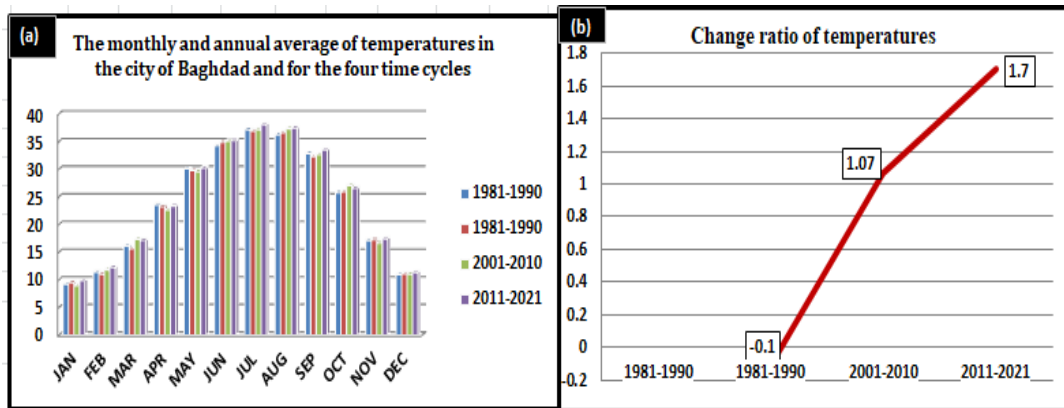 (a)
The monthly and annual average of temperatures in
the city of Baghdad and for the four time cycles
40
35
30
25
20
15
10
5
0
JAN
FEB
MAR
APR
MAY
JUN
JUL
AUG
SEP
OCT
NOV
DEC
1981-1990
1981-1990
2001-2010
2011-2021
(b)
Change ratio of temperatures
1.8
1.6
1.4
1.2
1
0.8
0.6
0.4
0.2
0
-0.2
-0.1
1.07
1.7
1981-1990
1981-1990
2001-2010
2011-2021